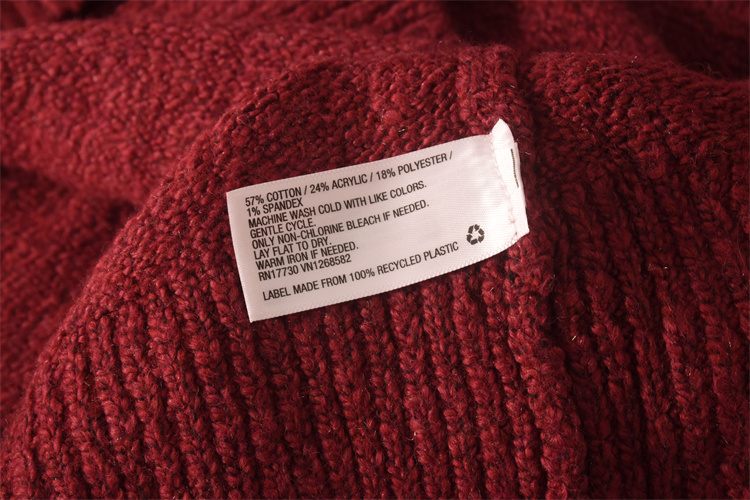 57% COTTON / 24% ACRYLIC / 18% POLYESTER /
1% SPANDEX
MACHINE WASH COLD WITH LIKE COLORS.
GENTLE CYCLE.
ONLY NON-CHLORINE BLEACH IF NEEDED.
LAY FLAT TO DRY.
WARM IRON IF NEEDED.
RN17730 VN1268582
LABEL MADE FROM 100% RECYCLED PLASTIC